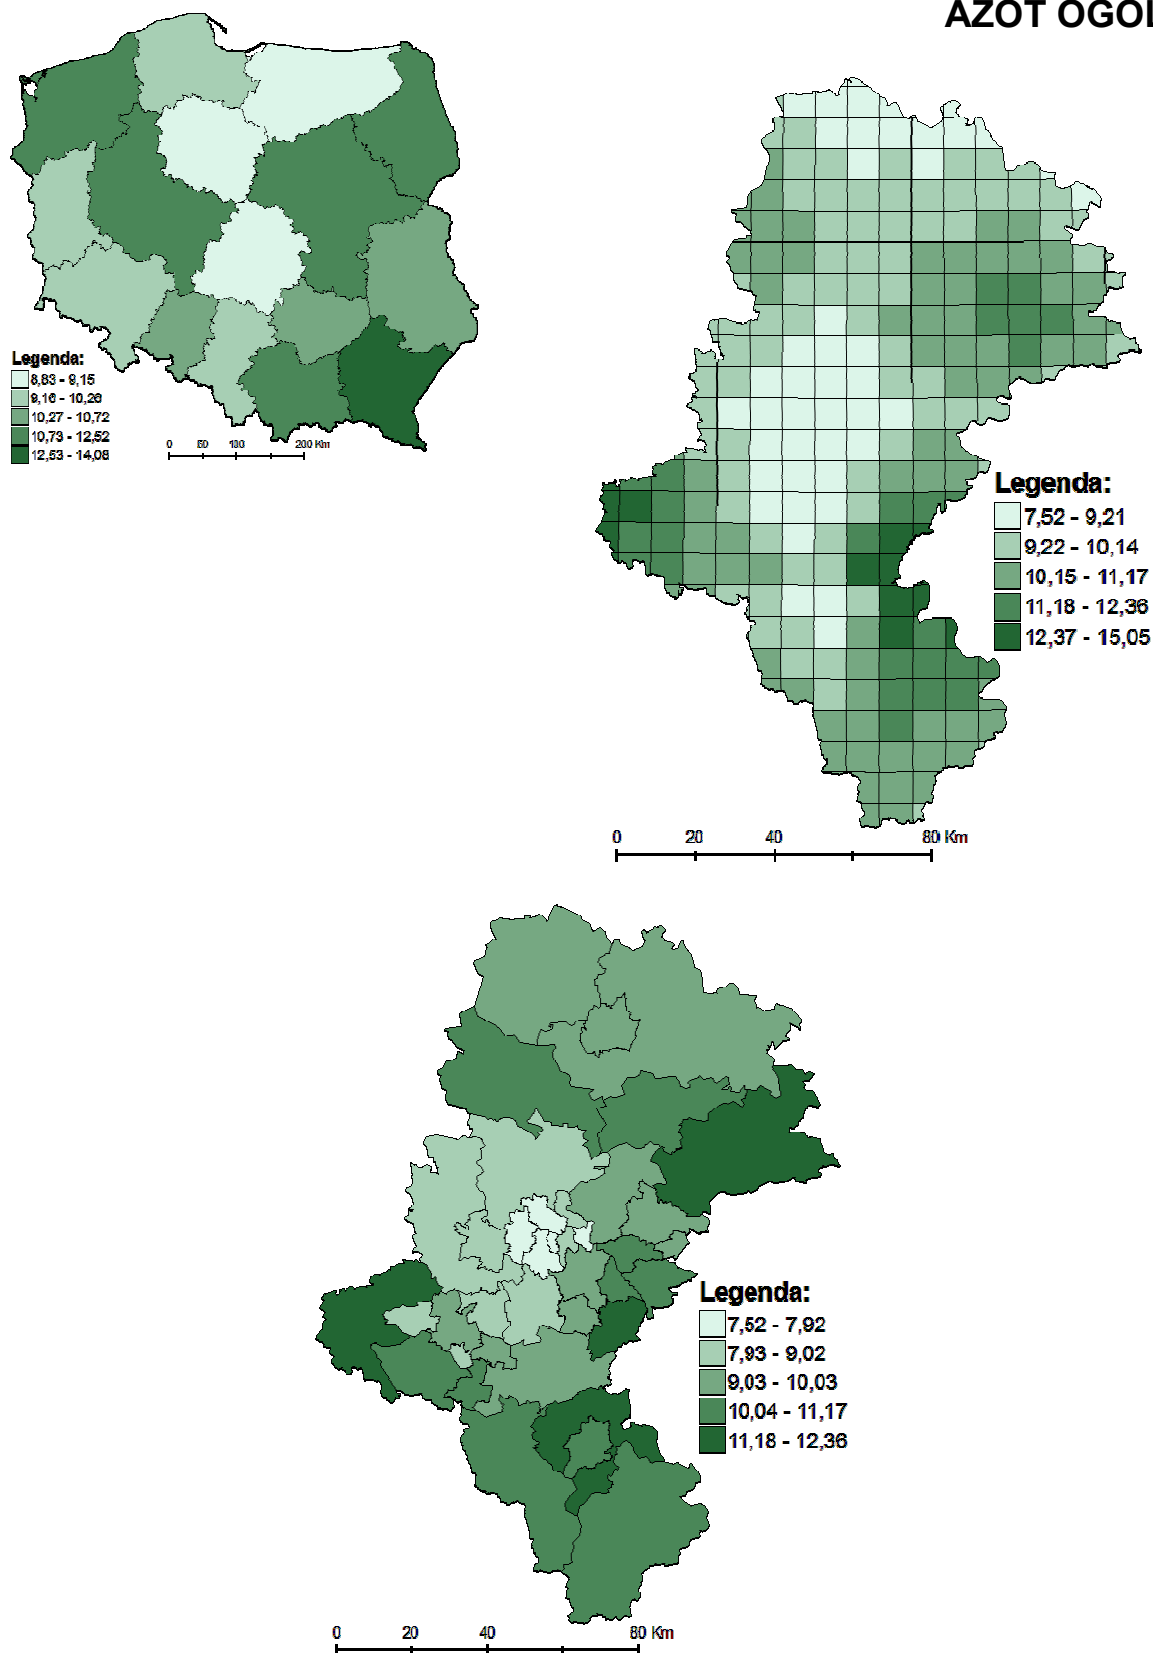 AZOT OGÓL
Legenda:
8,83 - 9,15
9,16 - 10,26
10,27 - 10,72
10,73 - 12,52
12,53 - 14,08
0 50 100 200 Km
Legenda:
7,52 - 9,21
9,22 - 10,14
10,15 - 11,17
11,18 - 12,36
12,37 - 15,05
0 20 40 80 Km
Legenda:
7,52 - 7,92
7,93 - 9,02
9,03 - 10,03
10,04 - 11,17
11,18 - 12,36
0 20 40 80 Km